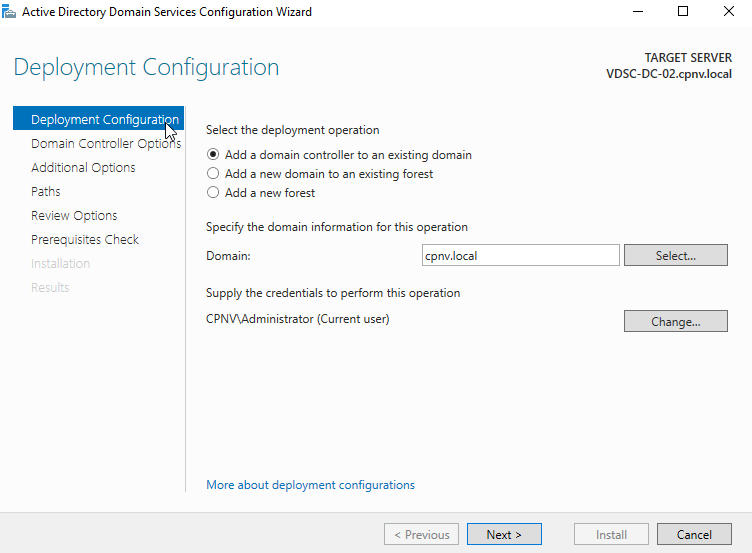 Active Directory Domain Services Configuration Wizard
Deployment Configuration
TARGET SERVER
VDSC-DC-02.cpnv.local
Deployment Configuration
Domain Controller Options
Additional Options
Paths
Review Options
Prerequisites Check
Installation
Results
Select the deployment operation
Add a domain controller to an existing domain
Add a new domain to an existing forest
Add a new forest
Specify the domain information for this operation
Domain:
cpnv.local
Select...
Supply the credentials to perform this operation
CPNV\Administrator (Current user)
Change...
More about deployment configurations
< Previous
Next >
Install
Cancel